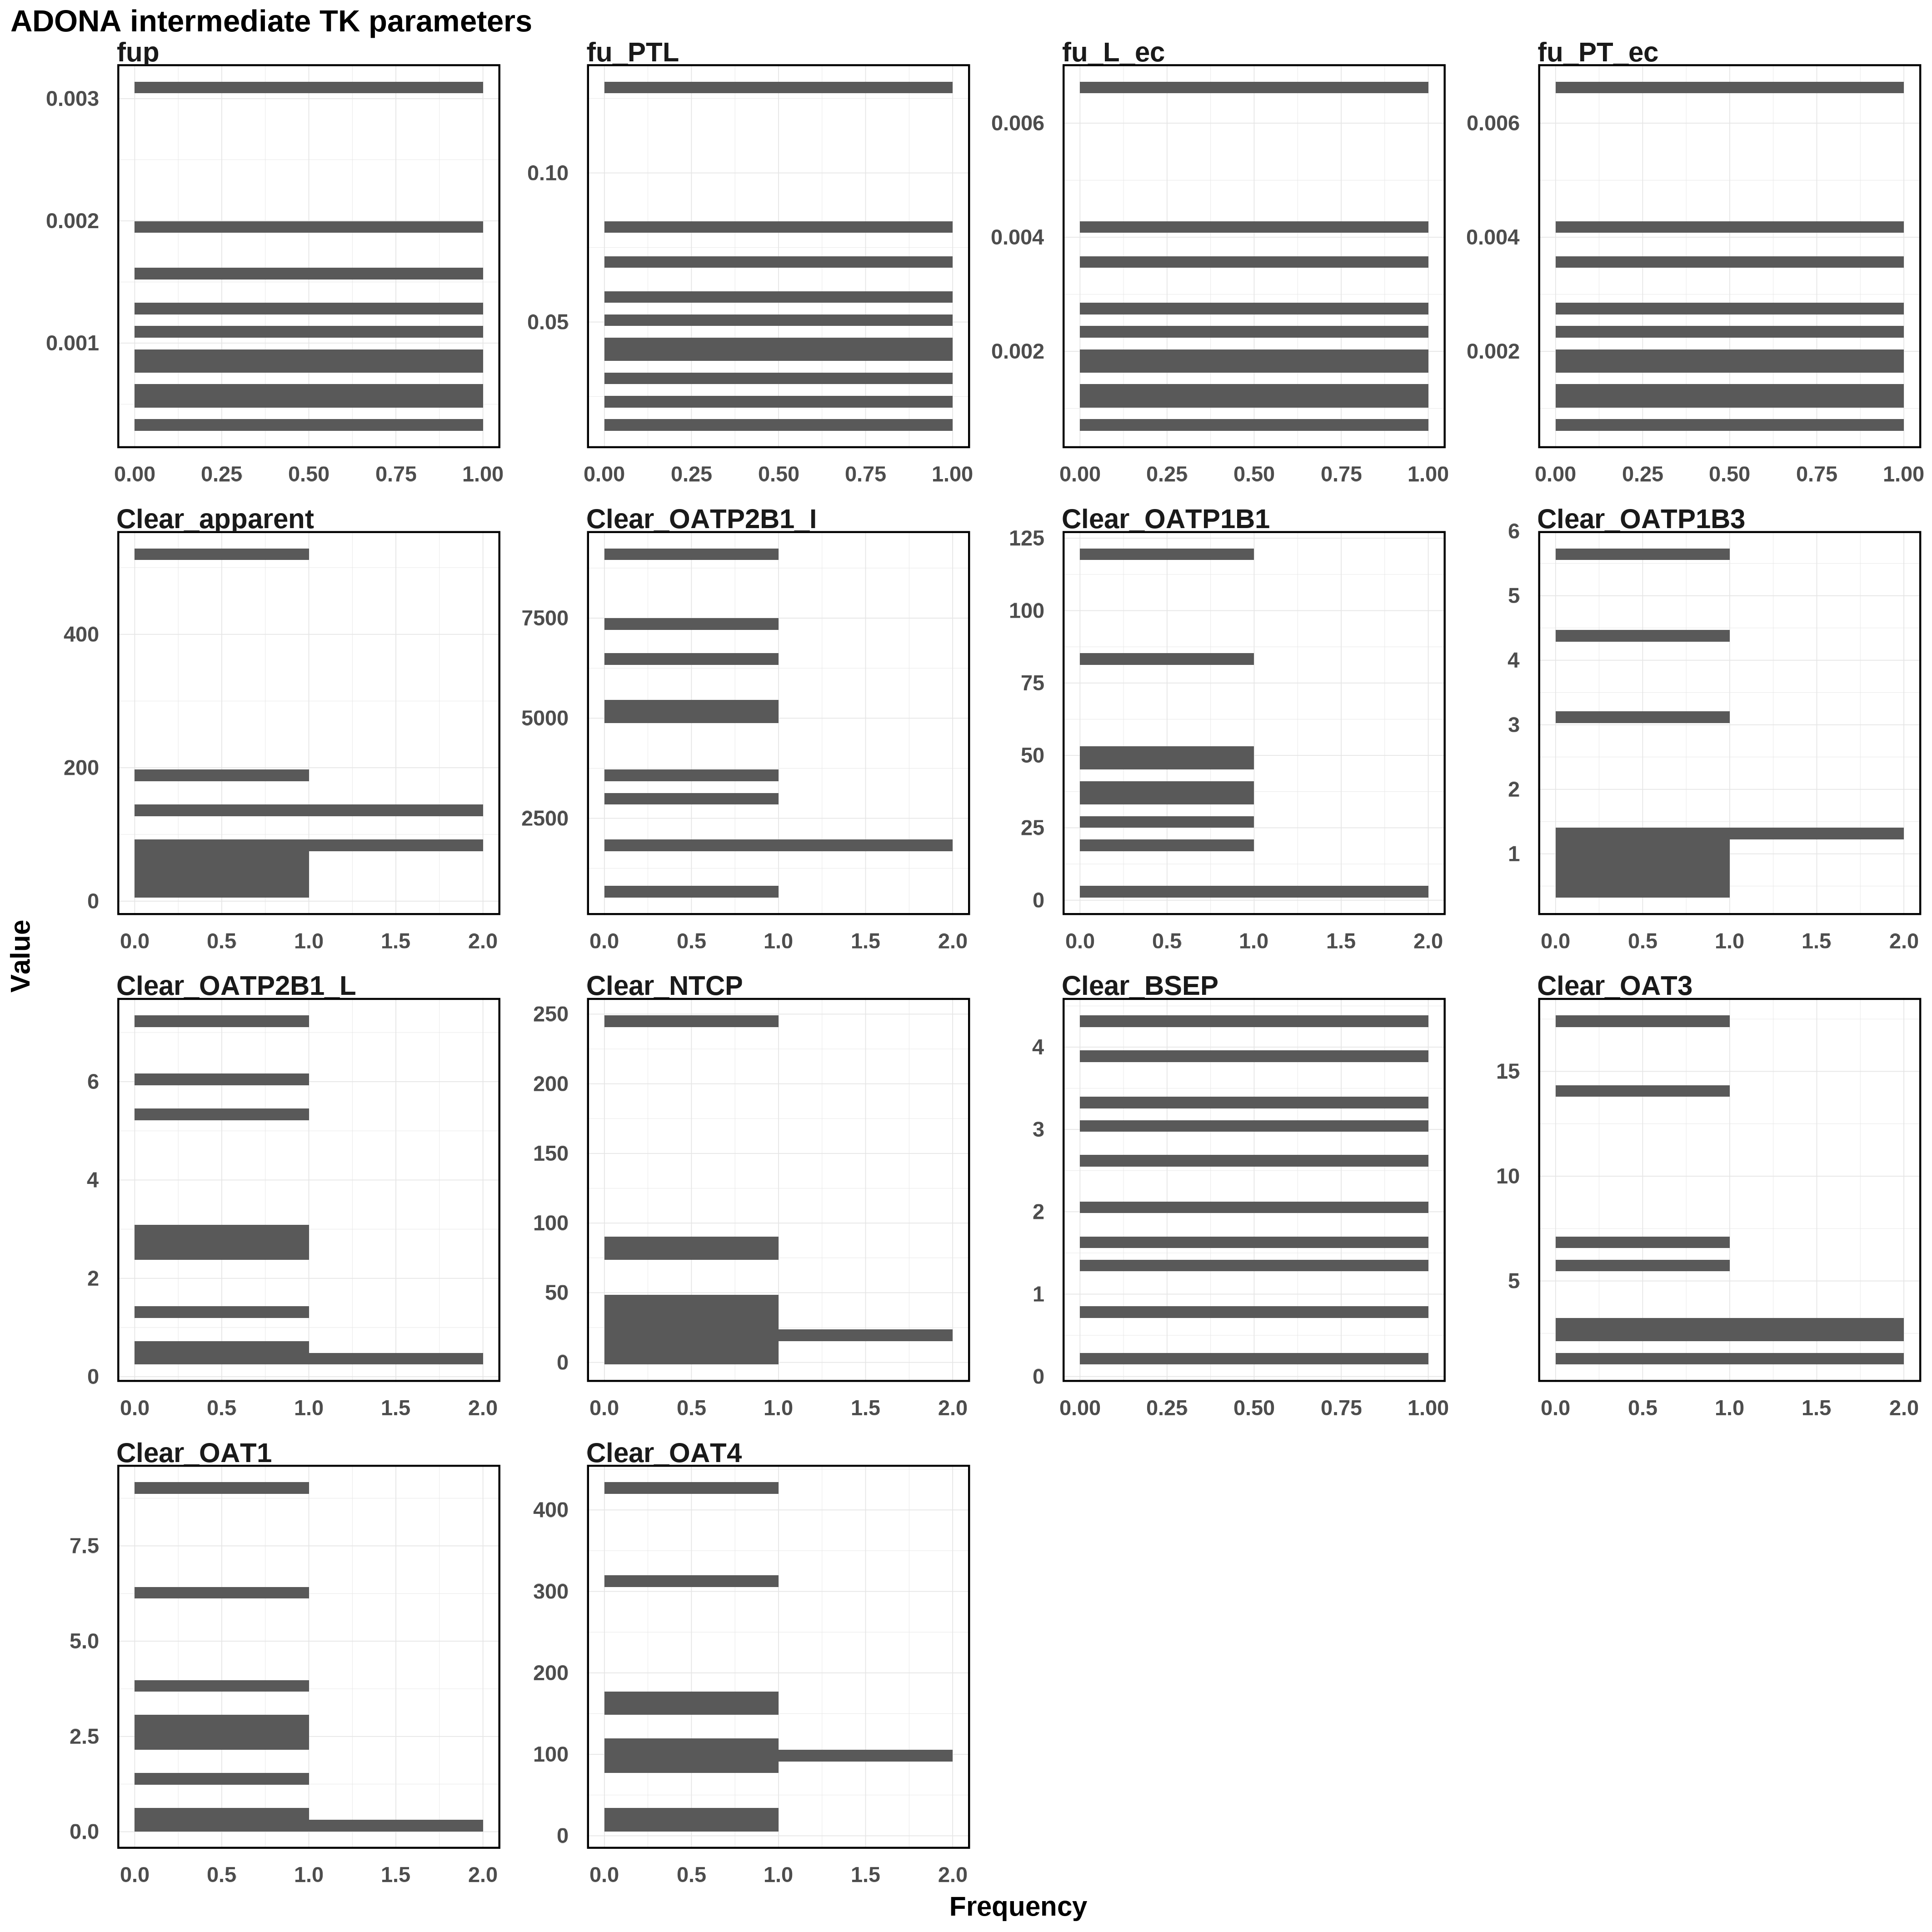 ADONA intermediate TK parameters
fup fu_PTL fu_L_ec fu_PT_ec
0.003
0.002
0.001
0.10
0.05
0.006
0.004
0.002
0.006
0.004
0.002
0.00 0.25 0.50 0.75 1.00
0.00 0.25 0.50 0.75 1.00
0.00 0.25 0.50 0.75 1.00
0.00 0.25 0.50 0.75 1.00
Clear_apparent Clear_OATP2B1_I Clear_OATP1B1 Clear_OATP1B3
400
200
0
7500
5000
2500
125
100
75
50
25
0
6
5
4
3
2
1
0.0 0.5 1.0 1.5 2.0
0.0 0.5 1.0 1.5 2.0
0.0 0.5 1.0 1.5 2.0
0.0 0.5 1.0 1.5 2.0
Value
Clear_OATP2B1_L Clear_NTCP Clear_BSEP Clear_OAT3
6
4
2
0
250
200
150
100
50
0
4
3
2
1
0
15
10
5
0.0 0.5 1.0 1.5 2.0
0.0 0.5 1.0 1.5 2.0
0.00 0.25 0.50 0.75 1.00
0.0 0.5 1.0 1.5 2.0
Clear_OAT1 Clear_OAT4
7.5
5.0
2.5
0.0
400
300
200
100
0
0.0 0.5 1.0 1.5 2.0
0.0 0.5 1.0 1.5 2.0
Frequency